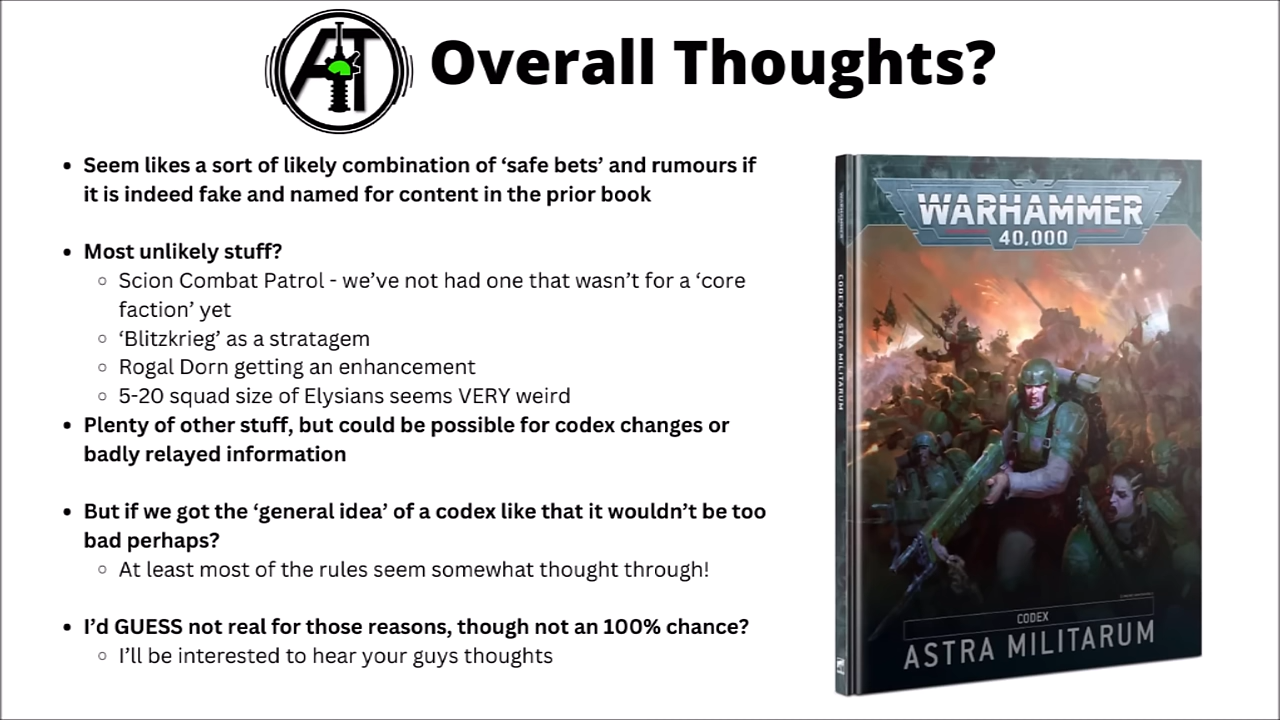 AT
Overall Thoughts?
• Seem likes a sort of likely combination of ‘safe bets’ and rumours if
it is indeed fake and named for content in the prior book
• Most unlikely stuff?
○ Scion Combat Patrol - we’ve not had one that wasn’t for a ‘core
faction’ yet
○ ‘Blitzkrieg’ as a stratagem
○ Rogal Dorn getting an enhancement
○ 5-20 squad size of Elysians seems VERY weird
• Plenty of other stuff, but could be possible for codex changes or
badly relayed information
• But if we got the ‘general idea’ of a codex like that it wouldn’t be too
bad perhaps?
○ At least most of the rules seem somewhat thought through!
• I’d GUESS not real for those reasons, though not an 100% chance?
○ I’ll be interested to hear your guys thoughts
WARHAMMER
40,000
CODEX: ASTRA MILITARUM
CODEX
ASTRA MILITARUM